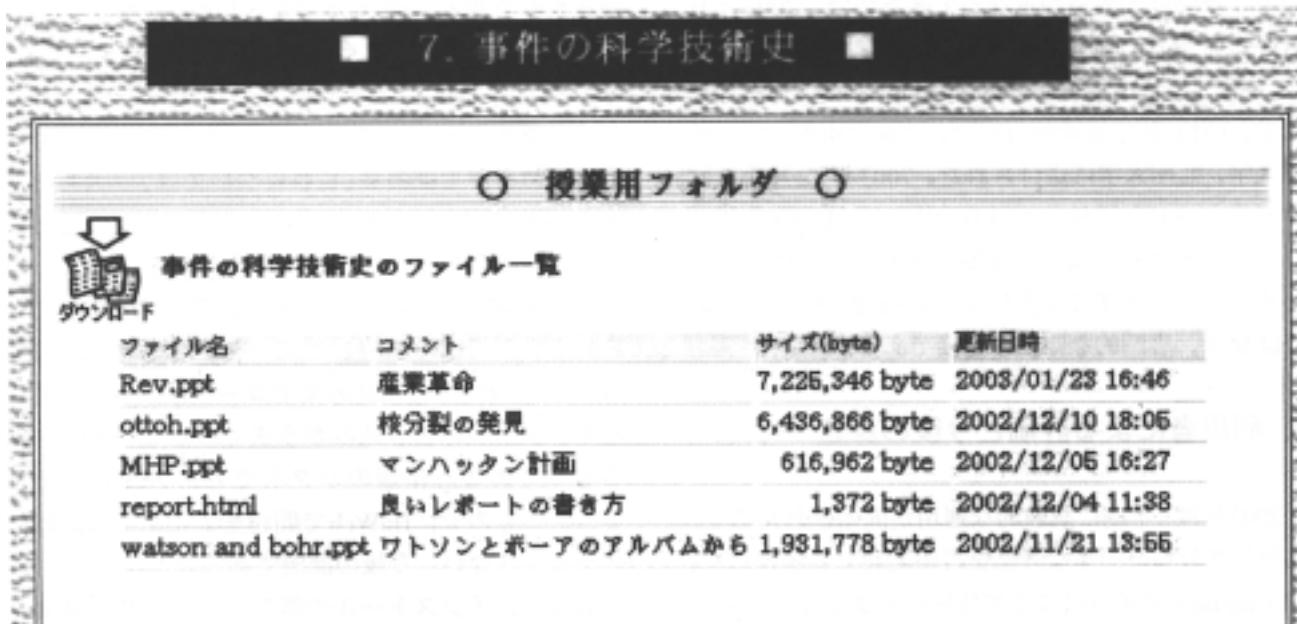 ■ 7. 事件の科学技術史 ■
○ 授業用フォルダ ○
事件の科学技術史のファイル一覧
ダウンロード
ファイル名 コメント サイズ(byte) 更新日時
Rev.ppt 産業革命 7,225,346 byte 2003/01/23 16:46
ottoh.ppt 核分裂の発見 6,436,866 byte 2002/12/10 18:05
MHP.ppt マンハッタン計画 616,962 byte 2002/12/05 16:27
report.html 良いレポートの書き方 1,372 byte 2002/12/04 11:38
watson and bohr.ppt ワトソンとボーアのアルバムから 1,931,778 byte 2002/11/21 13:55